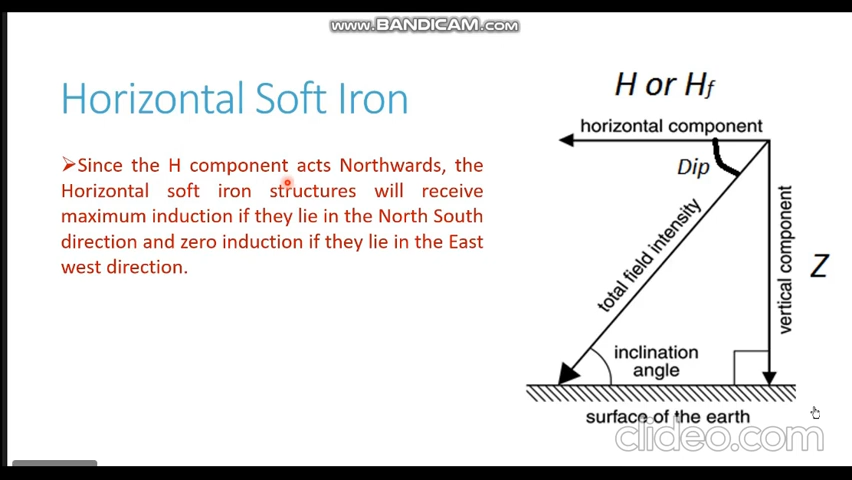 www.BANDICAM.com
Horizontal Soft Iron
➢Since the H component acts Northwards, the
Horizontal soft iron structures will receive
maximum induction if they lie in the North South
direction and zero induction if they lie in the East
west direction.
H or Hf
horizontal component
Dip
total field intensity
vertical component
Z
inclination
angle
surface of the earth
clideo.com